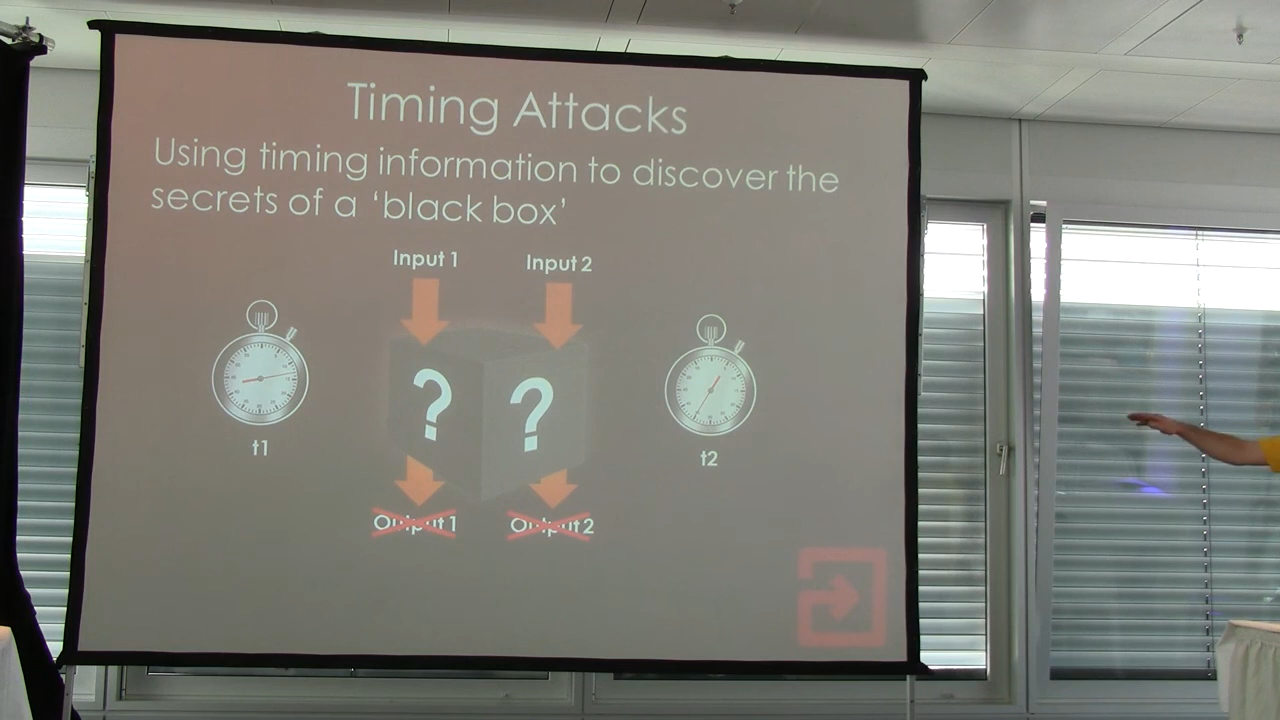 Timing Attacks
Using timing information to discover the
secrets of a ‘black box’
Input 1
Input 2
? ?
t1
t2
Output 1
Output 2